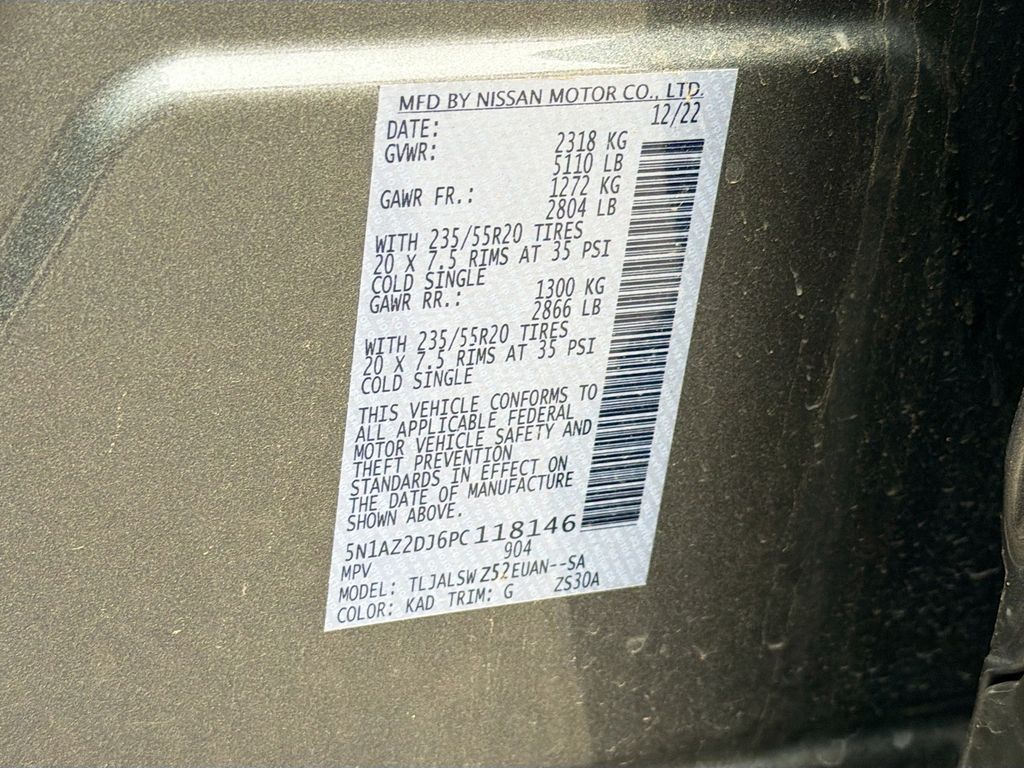 MFD BY NISSAN MOTOR CO., LTD.
DATE: 12/22
GVWR: 2318 KG
5110 LB
GAWR FR.: 1272 KG
2804 LB
WITH 235/55R20 TIRES
20 X 7.5 RIMS AT 35 PSI
COLD SINGLE
GAWR RR.: 1300 KG
2866 LB
WITH 235/55R20 TIRES
20 X 7.5 RIMS AT 35 PSI
COLD SINGLE
THIS VEHICLE CONFORMS TO
ALL APPLICABLE FEDERAL
MOTOR VEHICLE SAFETY AND
THEFT PREVENTION
STANDARDS IN EFFECT ON
THE DATE OF MANUFACTURE
SHOWN ABOVE.
5N1AZ2DJ6PC118146
MPV 904
MODEL: TLJALSWZ52EUAN--SA
COLOR: KAD TRIM: G ZS30A